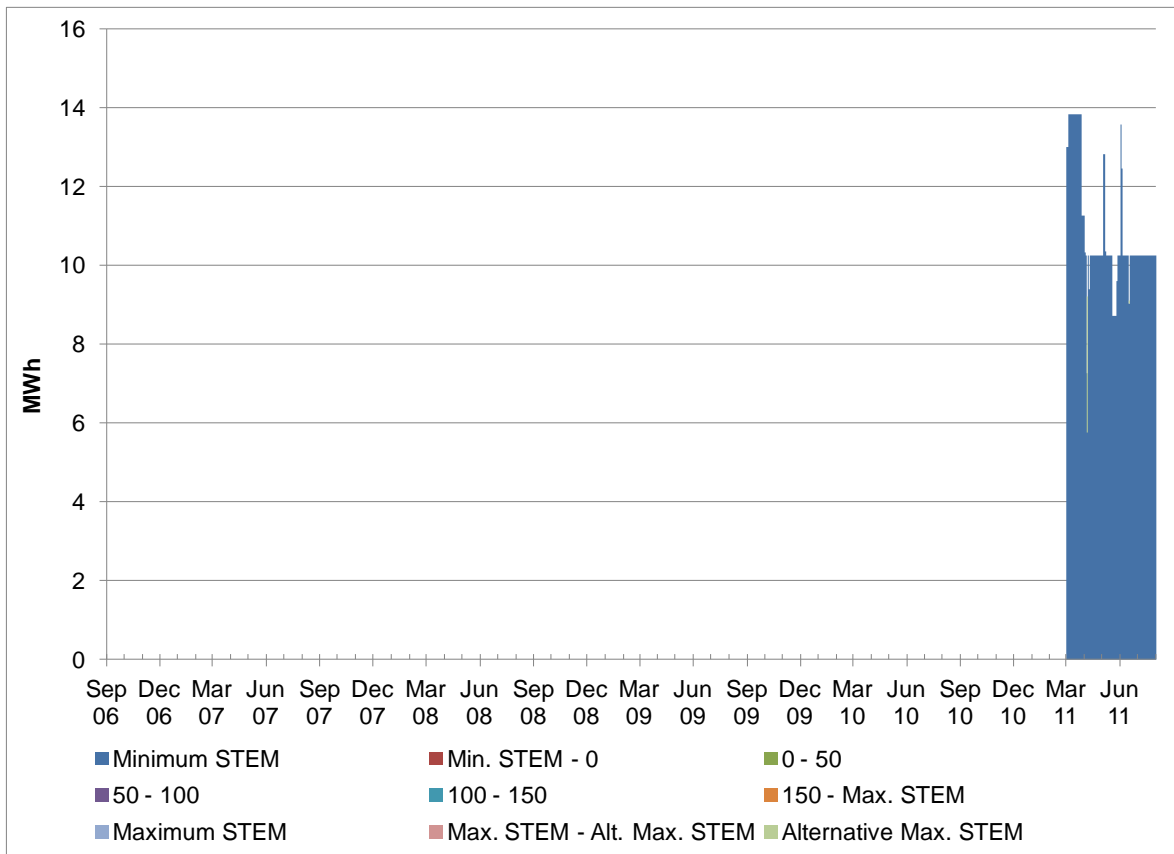 16
14
12
10
8
6
4
2
0
MWh
Sep Dec Mar Jun Sep Dec Mar Jun Sep Dec Mar Jun Sep Dec Mar Jun Sep Dec Mar Jun
06 06 07 07 07 07 08 08 08 08 09 09 09 09 10 10 10 10 11 11
Minimum STEM Min. STEM - 0 0 - 50
50 - 100 100 - 150 150 - Max. STEM
Maximum STEM Max. STEM - Alt. Max. STEM Alternative Max. STEM